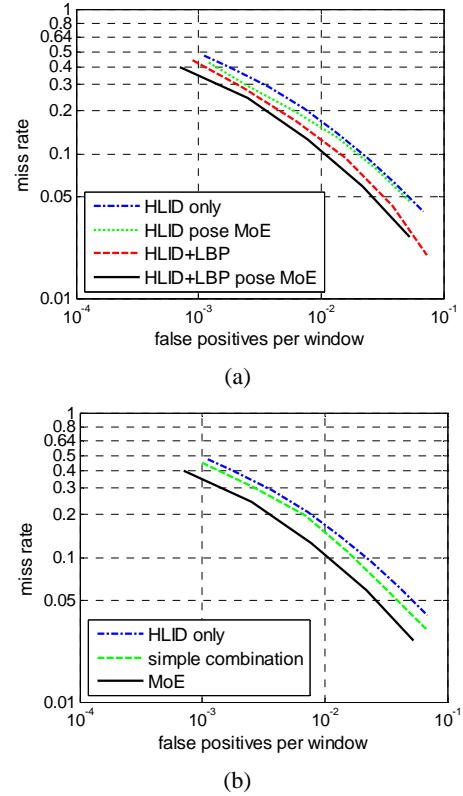 1
0.8
0.64
0.5
0.4
0.3
0.2
0.1
0.05
0.01
miss rate
HLID only
HLID pose MoE
HLID+LBP
HLID+LBP pose MoE
10-4
10-3
10-2
10-1
false positives per window
(a)
1
0.8
0.64
0.5
0.4
0.3
0.2
0.1
0.05
0.01
miss rate
HLID only
simple combination
MoE
10-4
10-3
10-2
10-1
false positives per window
(b)